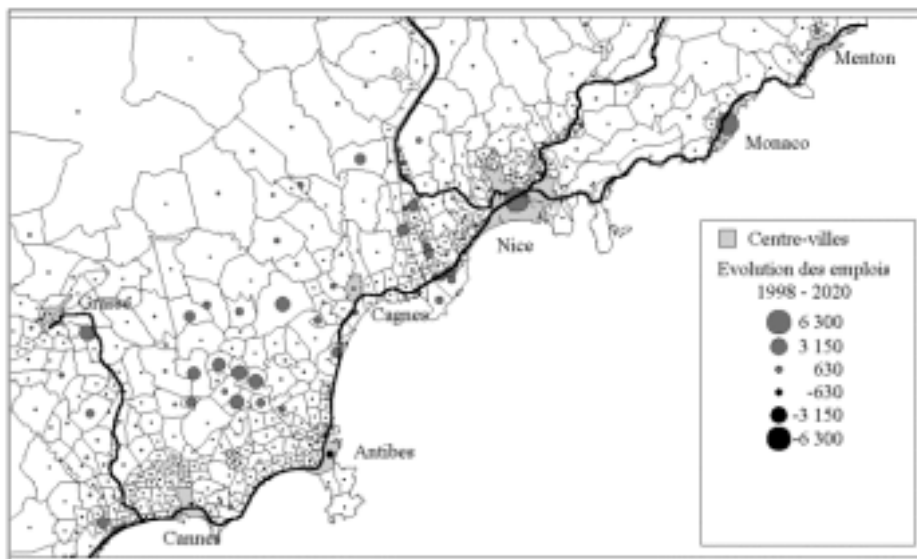 Menton
Monaco
Nice
Grasse
Cagnes
Antibes
Cannes
Centre-villes
Evolution des emplois
1998 - 2020
6 300
3 150
630
-630
-3 150
-6 300